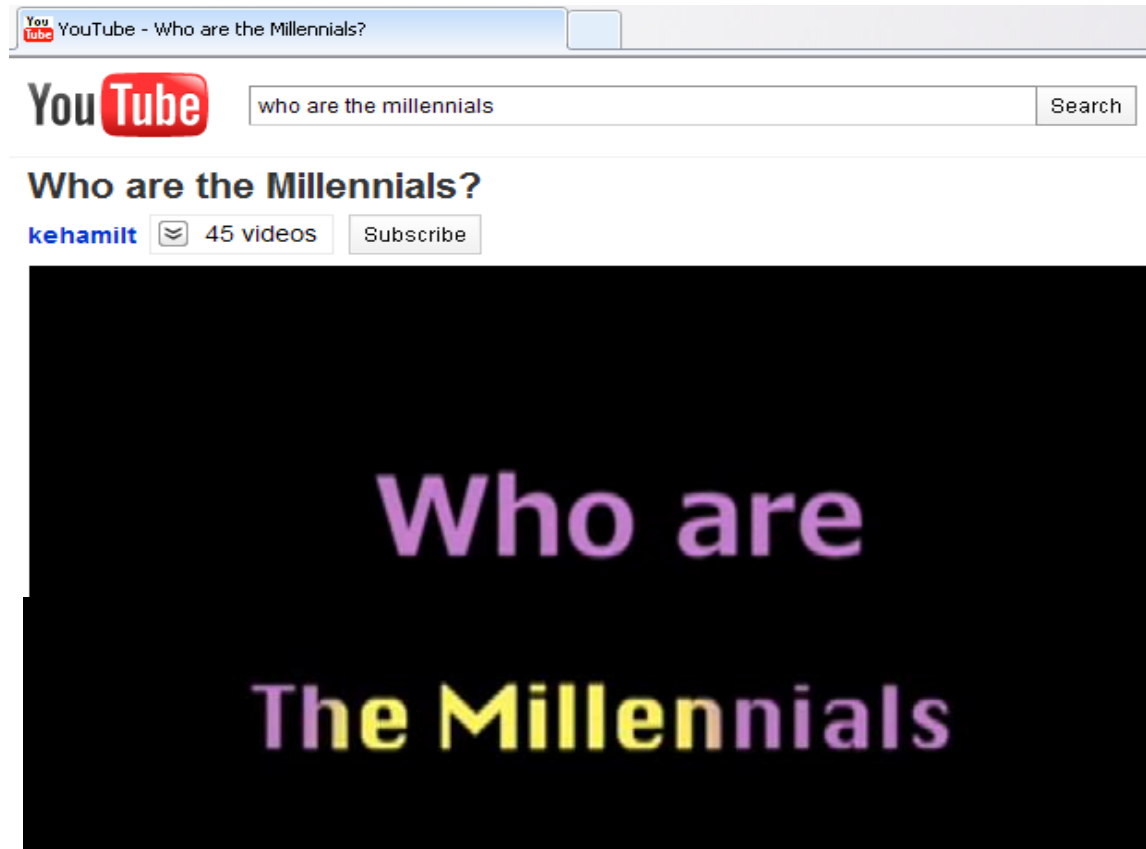 You Tube YouTube - Who are the Millennials?
You Tube who are the millennials Search
Who are the Millennials?
kehamilt 45 videos Subscribe
Who are
The Millennials